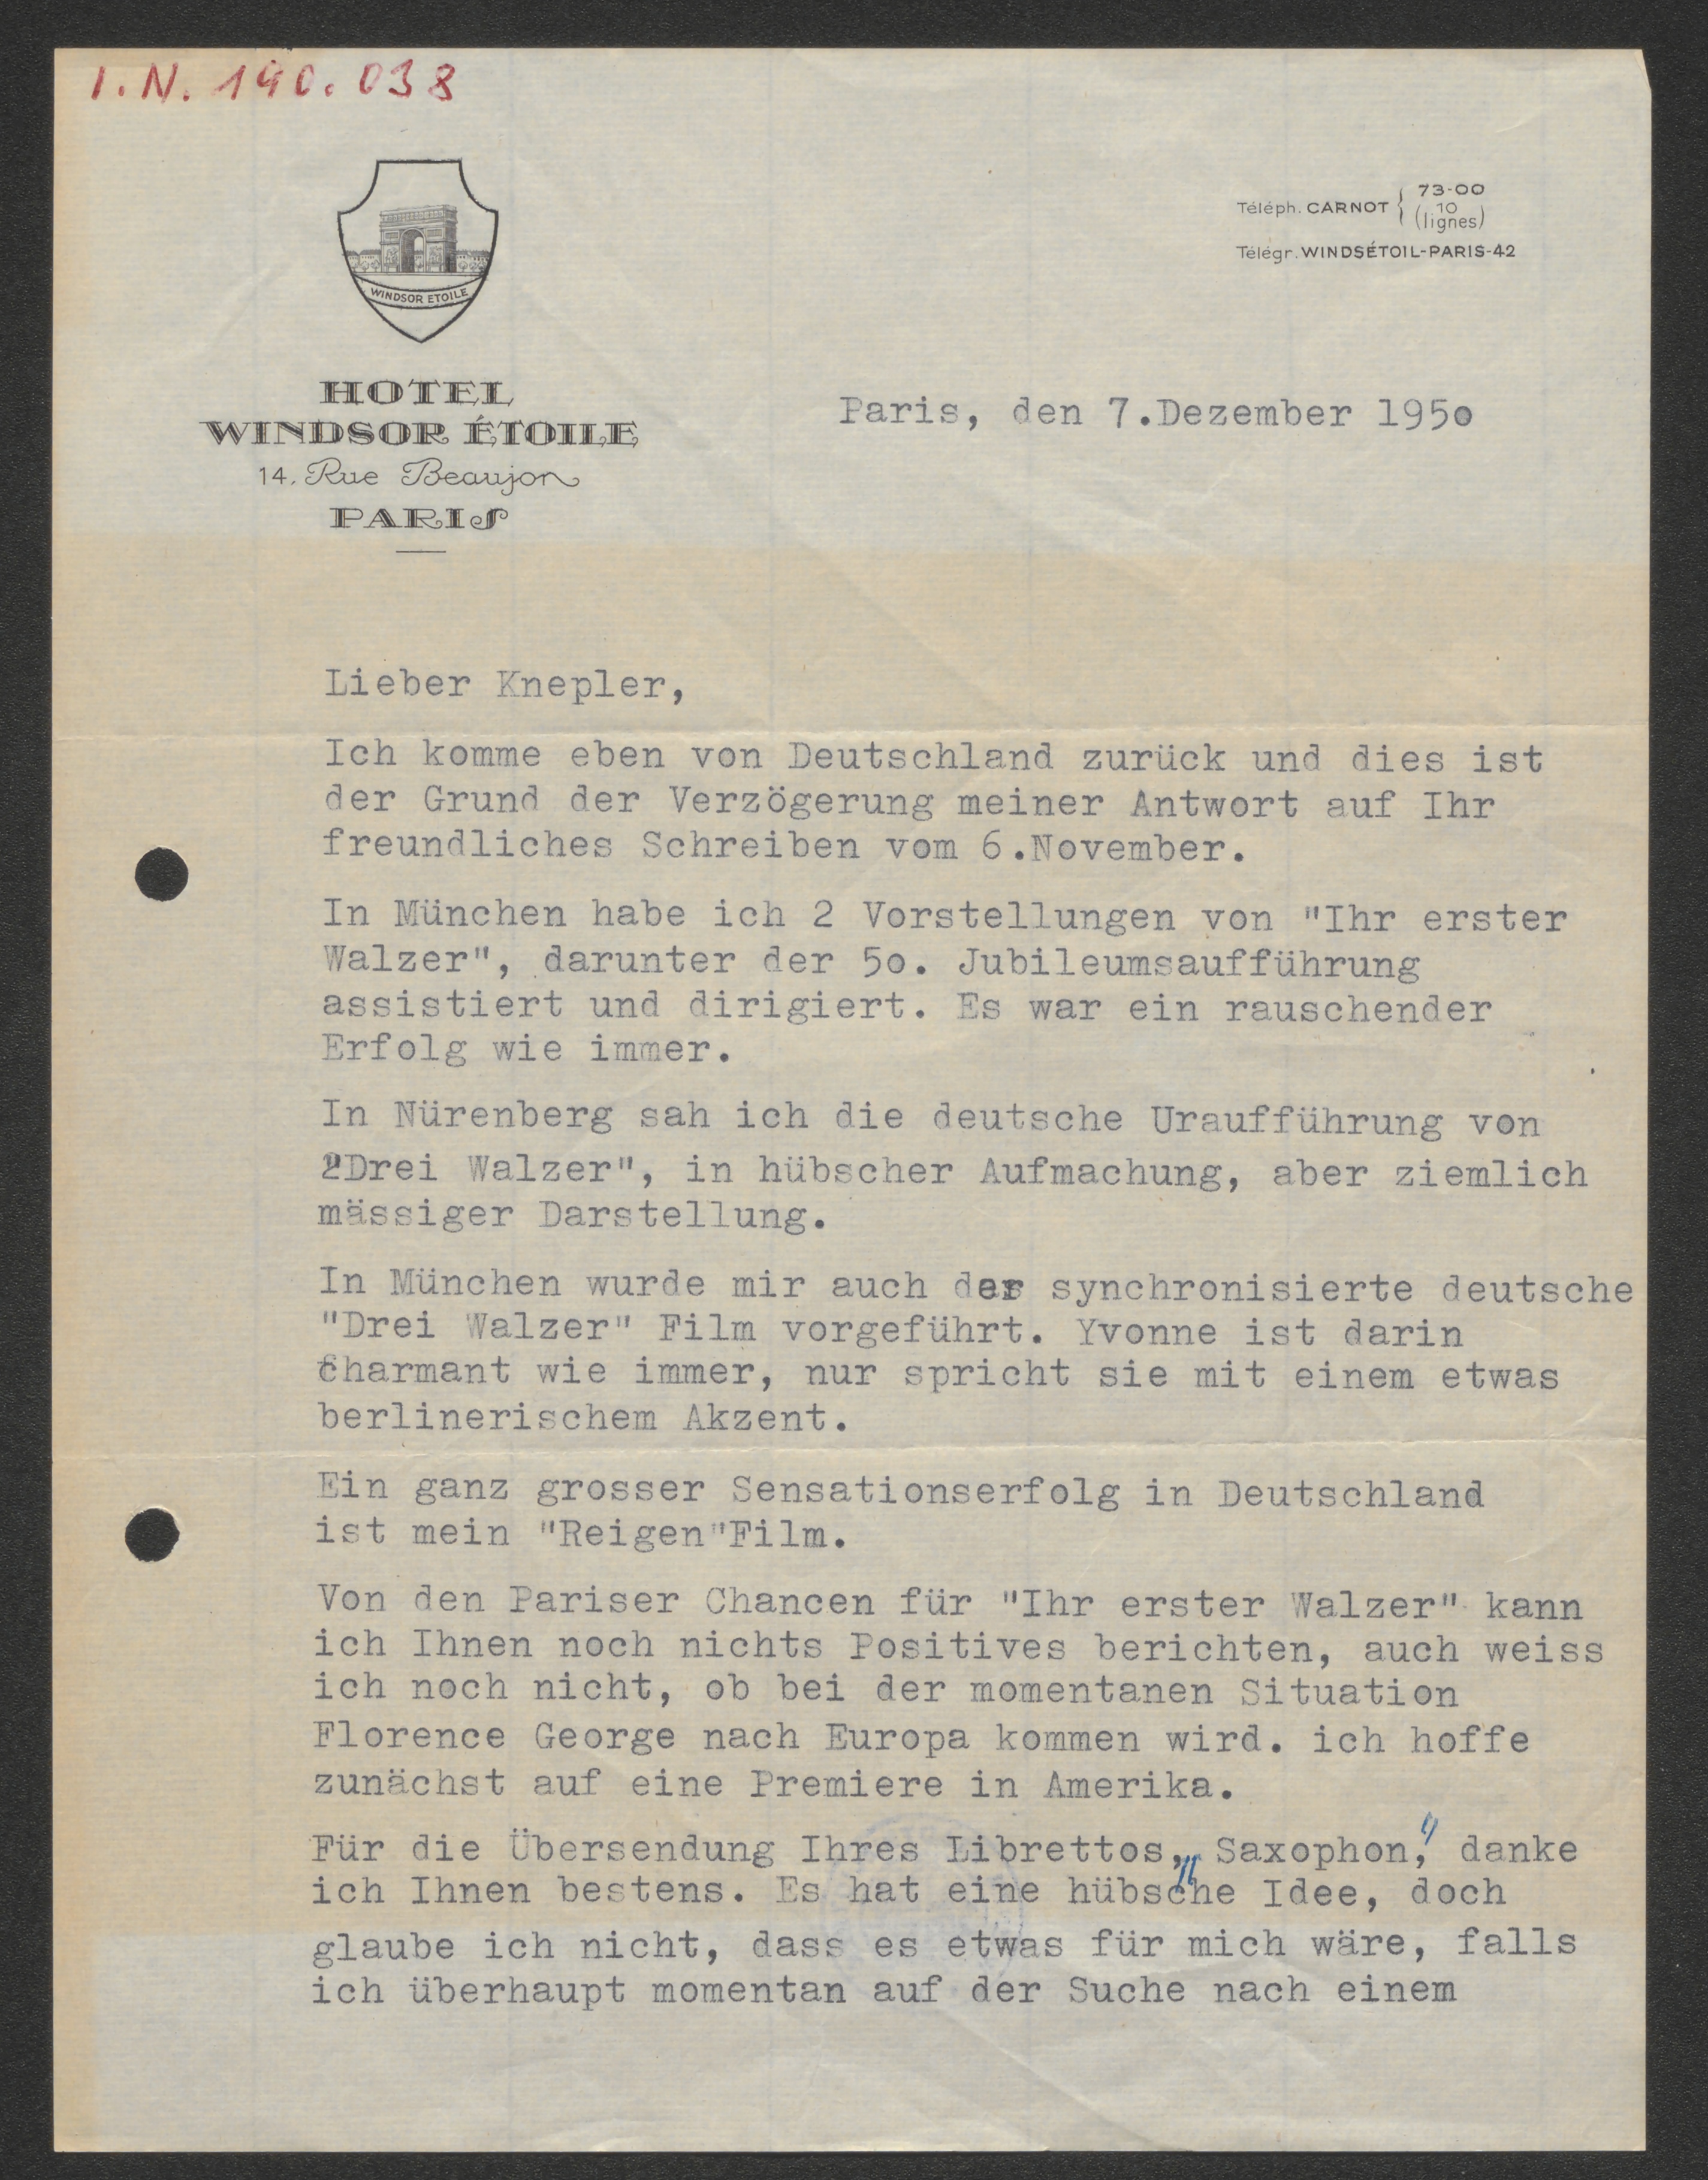 I.N. 190.038
WINDSOR ETOILE
Téléph. CARNOT { 73-00
(10 lignes)
Télégr. WINDSÉTOIL-PARIS-42
HOTEL
WINDSOR ÉTOILE
14. Rue Beaujon
PARIS
Paris, den 7.Dezember 195o
Lieber Knepler,
Ich komme eben von Deutschland zurück und dies ist
der Grund der Verzögerung meiner Antwort auf Ihr
freundliches Schreiben vom 6.November.
In München habe ich 2 Vorstellungen von "Ihr erster
Walzer", darunter der 5o. Jubileumsaufführung
assistiert und dirigiert. Es war ein rauschender
Erfolg wie immer.
In Nürenberg sah ich die deutsche Uraufführung von
"Drei Walzer", in hübscher Aufmachung, aber ziemlich
mässiger Darstellung.
In München wurde mir auch der synchronisierte deutsche
"Drei Walzer" Film vorgeführt. Yvonne ist darin
charmant wie immer, nur spricht sie mit einem etwas
berlinerischem Akzent.
Ein ganz grosser Sensationserfolg in Deutschland
ist mein "Reigen"Film.
Von den Pariser Chancen für "Ihr erster Walzer" kann
ich Ihnen noch nichts Positives berichten, auch weiss
ich noch nicht, ob bei der momentanen Situation
Florence George nach Europa kommen wird. ich hoffe
zunächst auf eine Premiere in Amerika.
Für die Übersendung Ihres Librettos, „Saxophon," danke
ich Ihnen bestens. Es hat eine hübsche Idee, doch
glaube ich nicht, dass es etwas für mich wäre, falls
ich überhaupt momentan auf der Suche nach einem